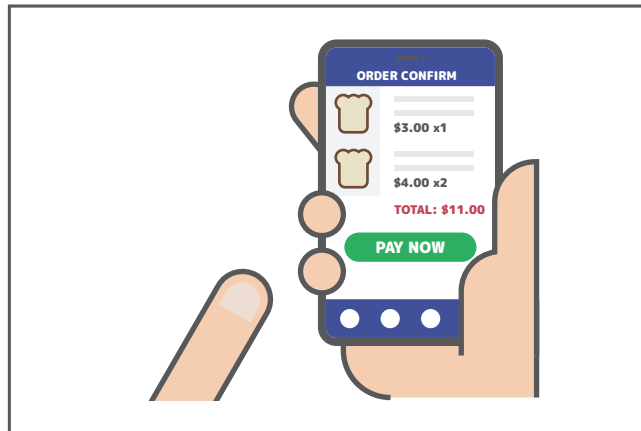 ORDER CONFIRM
$3.00 x1
$4.00 x2
TOTAL: $11.00
PAY NOW